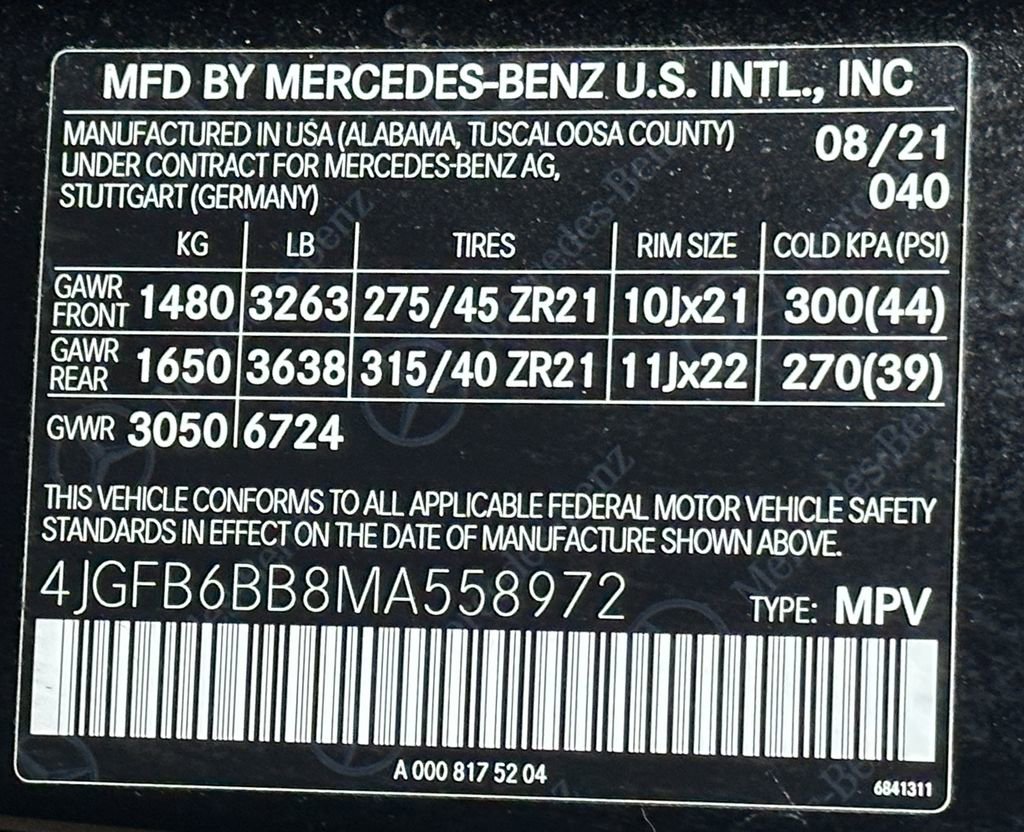 MFD BY MERCEDES-BENZ U.S. INTL., INC
MANUFACTURED IN USA (ALABAMA, TUSCALOOSA COUNTY) 08/21
UNDER CONTRACT FOR MERCEDES-BENZ AG,
STUTTGART (GERMANY) 040
KG LB TIRES RIM SIZE COLD KPA (PSI)
GAWR FRONT 1480 3263 275/45 ZR21 10Jx21 300(44)
GAWR REAR 1650 3638 315/40 ZR21 11Jx22 270(39)
GVWR 3050 6724
THIS VEHICLE CONFORMS TO ALL APPLICABLE FEDERAL MOTOR VEHICLE SAFETY
STANDARDS IN EFFECT ON THE DATE OF MANUFACTURE SHOWN ABOVE.
4JGFB6BB8MA558972 TYPE: MPV
A 000 817 52 04
6841311